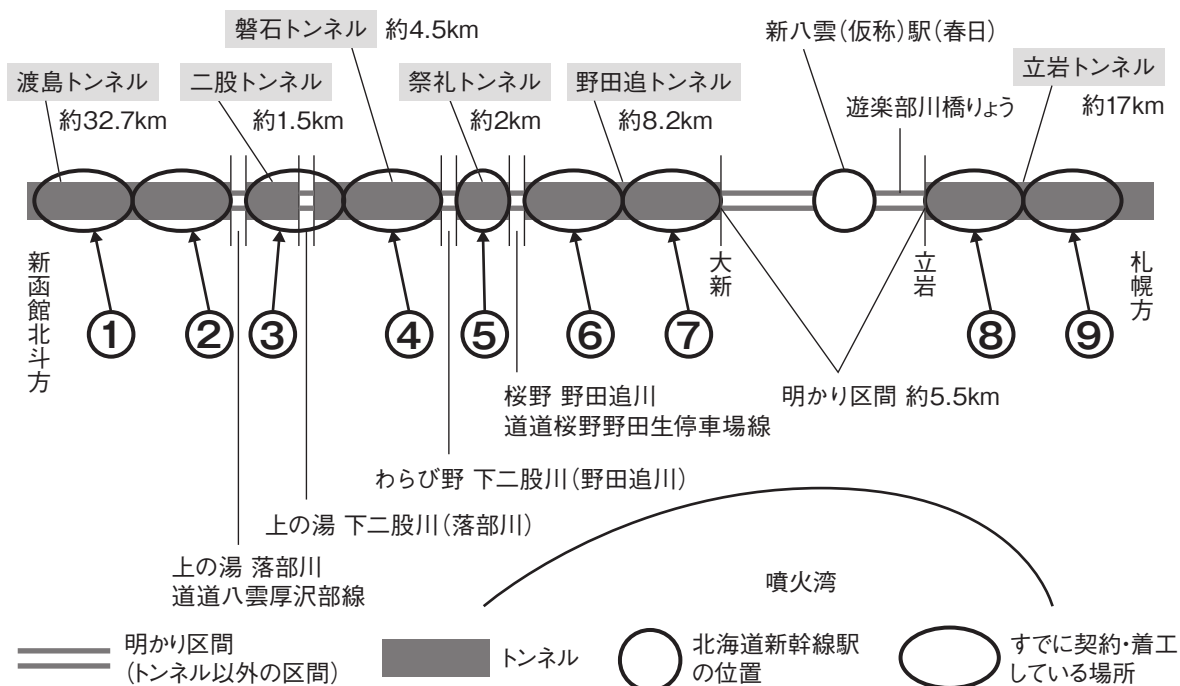 磐石トンネル 約4.5km
新八雲(仮称)駅(春日)
渡島トンネル
約32.7km
二股トンネル
約1.5km
祭礼トンネル
約2km
野田追トンネル
約8.2km
遊楽部川橋りょう
立岩トンネル
約17km
新函館北斗方
大新
立岩
札幌方
①
②
③
④
⑤
⑥
⑦
⑧
⑨
桜野 野田追川
道道桜野野田生停車場線
明かり区間 約5.5km
わらび野 下二股川(野田追川)
上の湯 下二股川(落部川)
上の湯 落部川
道道八雲厚沢部線
噴火湾
明かり区間
(トンネル以外の区間)
トンネル
北海道新幹線駅
の位置
すでに契約・着工
している場所